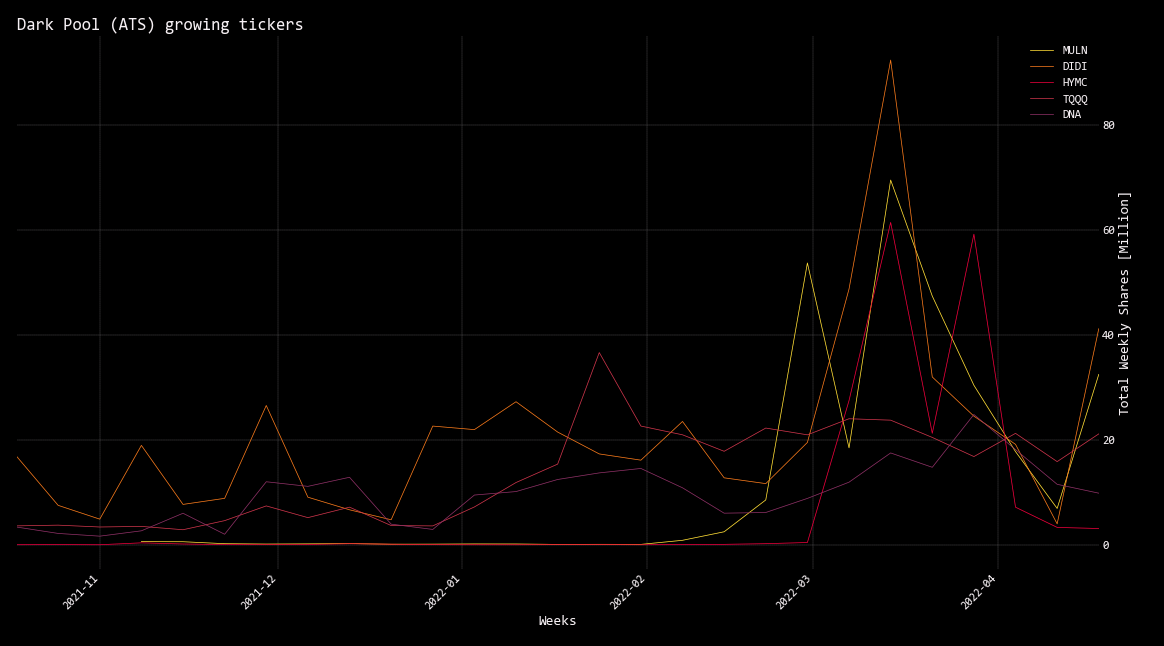 Dark Pool (ATS) growing tickers
MULN
DIDI
HYMC
TQQQ
DNA
80
60
40
20
0
Total Weekly Shares [Million]
2021-11
2021-12
2022-01
2022-02
2022-03
2022-04
Weeks